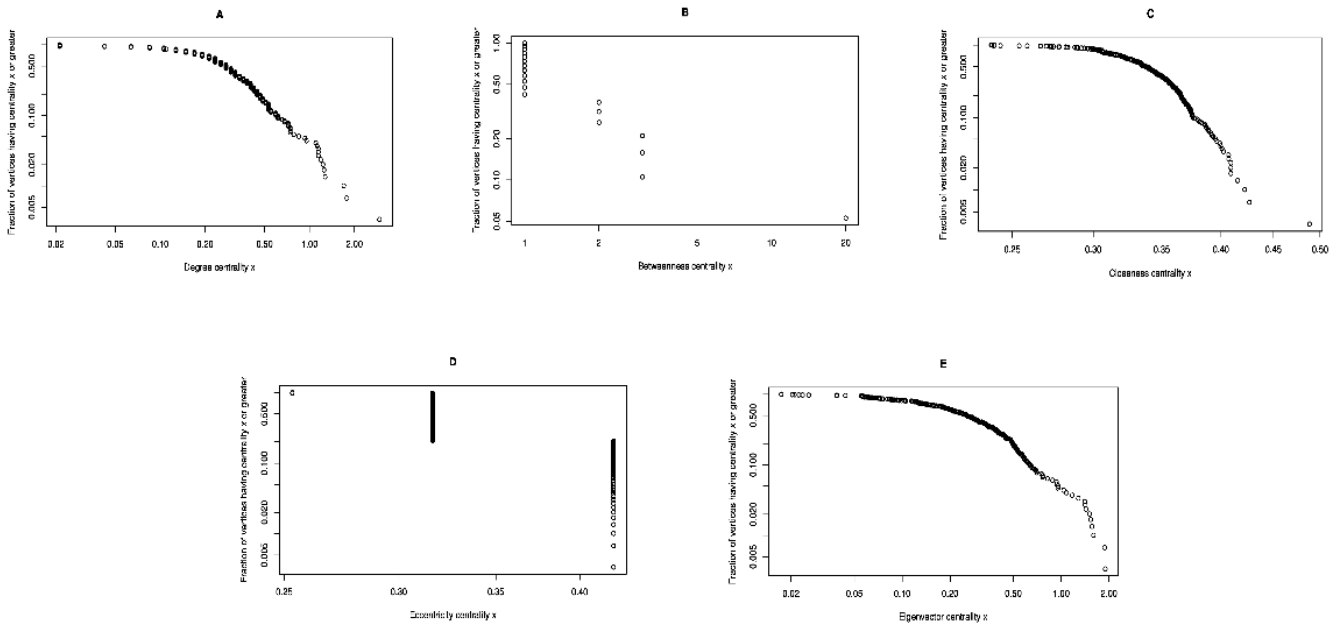 A
Fraction of vertices having centrality x or greater
0.500
0.100
0.020
0.005
0.02 0.05 0.10 0.20 0.50 1.00 2.00
Degree centrality x
B
Fraction of vertices having centrality x or greater
1.00
0.50
0.20
0.10
0.05
1 2 5 10 20
Betweenness centrality x
C
Fraction of vertices having centrality x or greater
0.500
0.100
0.020
0.005
0.25 0.30 0.35 0.40 0.45 0.50
Closeness centrality x
D
Fraction of vertices having centrality x or greater
0.500
0.100
0.020
0.005
0.25 0.30 0.35 0.40
Eccentricity centrality x
E
Fraction of vertices having centrality x or greater
0.500
0.100
0.020
0.005
0.02 0.05 0.10 0.20 0.50 1.00 2.00
Eigenvector centrality x